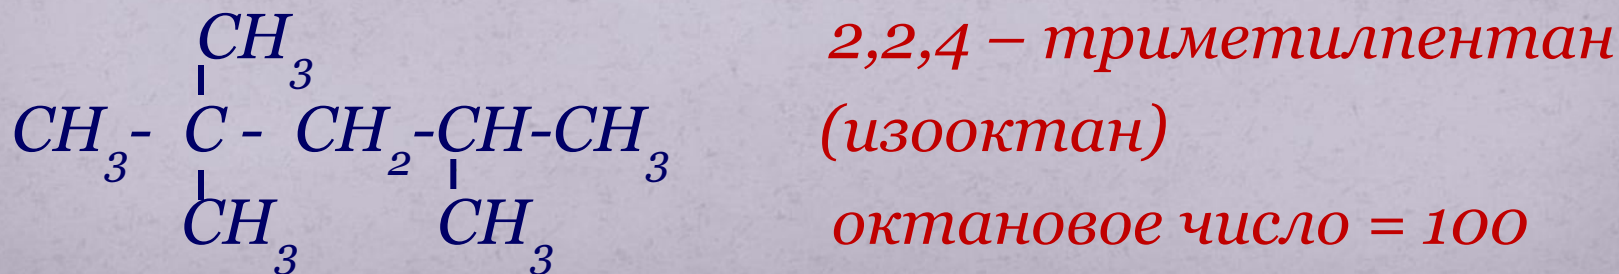 CH₃ 2,2,4 – триметилпентан
CH₃- C - CH₂-CH-CH₃ (изооктан)
CH₃ CH₃ октановое число = 100